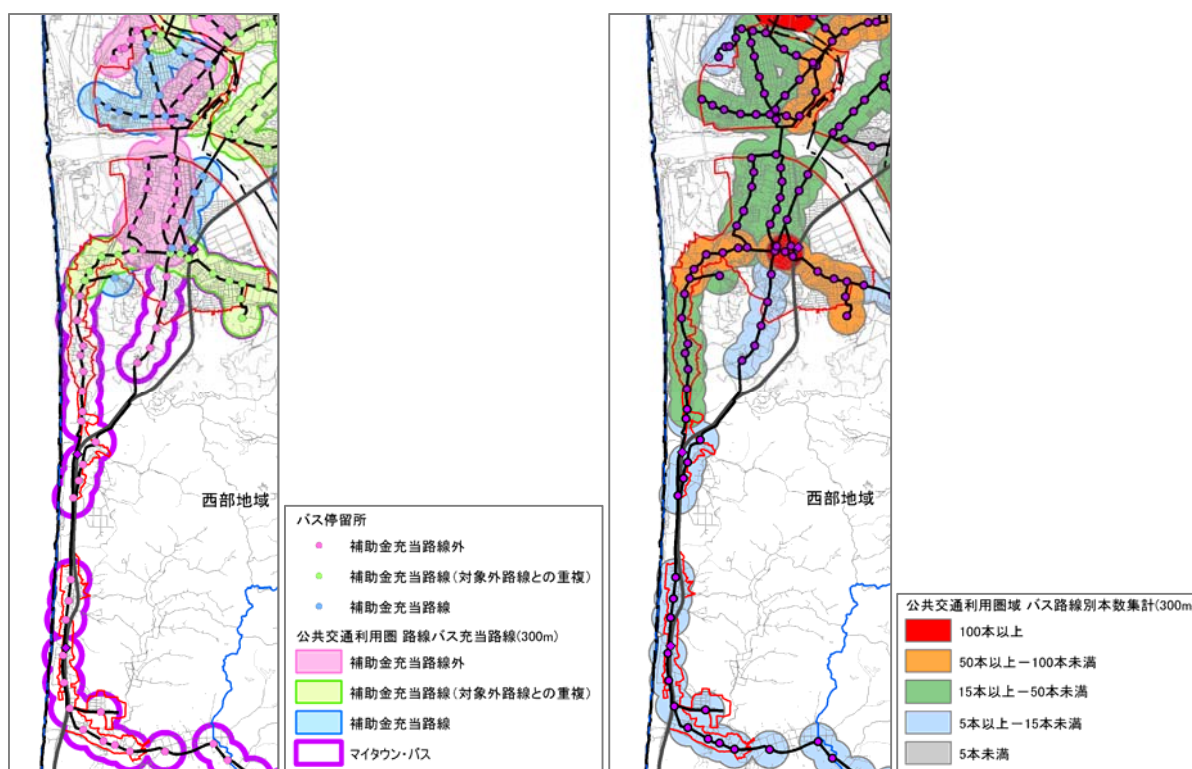 西部地域
バス停留所
補助金充当路線外
補助金充当路線(対象外路線との重複)
補助金充当路線
公共交通利用圏 路線バス充当路線(300m)
補助金充当路線外
補助金充当路線(対象外路線との重複)
補助金充当路線
マイタウン・バス
西部地域
公共交通利用圏域 バス路線別本数集計(300m
100本以上
50本以上－100本未満
15本以上－50本未満
5本以上－15本未満
5本未満